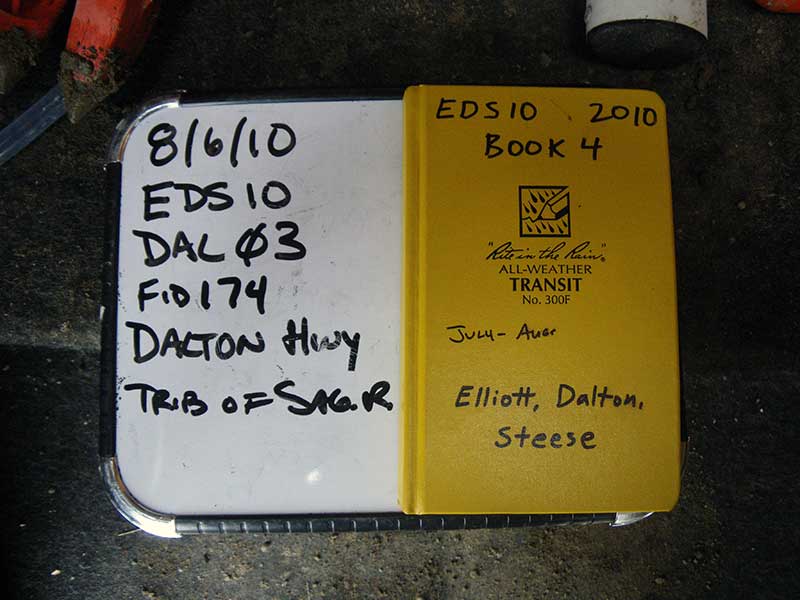 8/6/10
EDS10
DALØ3
FID174
DALTON Hwy
TRIB OF SAG. R.
EDS10 2010
BOOK 4
"Rite in the Rain"®
ALL-WEATHER
TRANSIT
No. 300F
JULY - AUG
Elliott, Dalton,
Steese